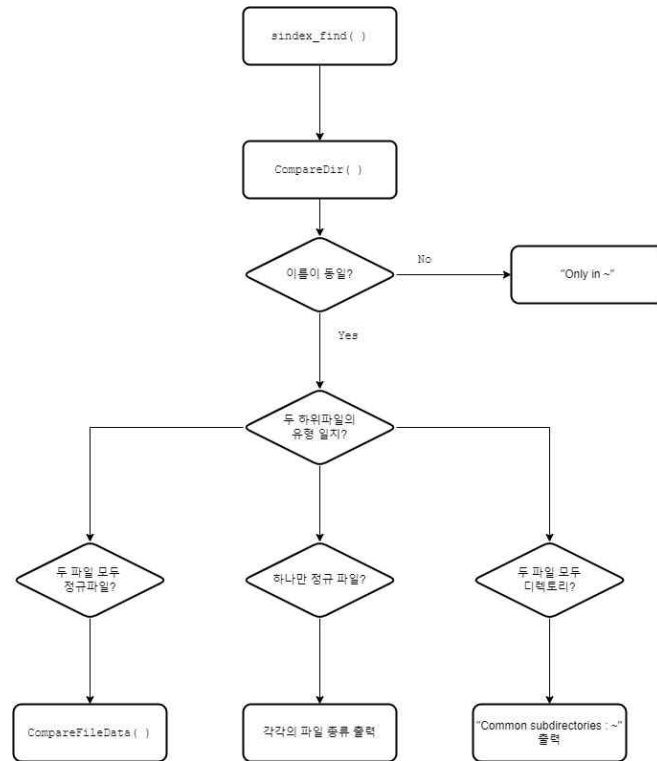 sindex_find( )
CompareDir( )
이름이 동일?
No
"Only in ~"
Yes
두 하위파일의
유형 일치?
두 파일 모두
정규파일?
하나만 정규 파일?
두 파일 모두
디렉토리?
CompareFileData( )
각각의 파일 종류 출력
"Common subdirectories : ~"
출력